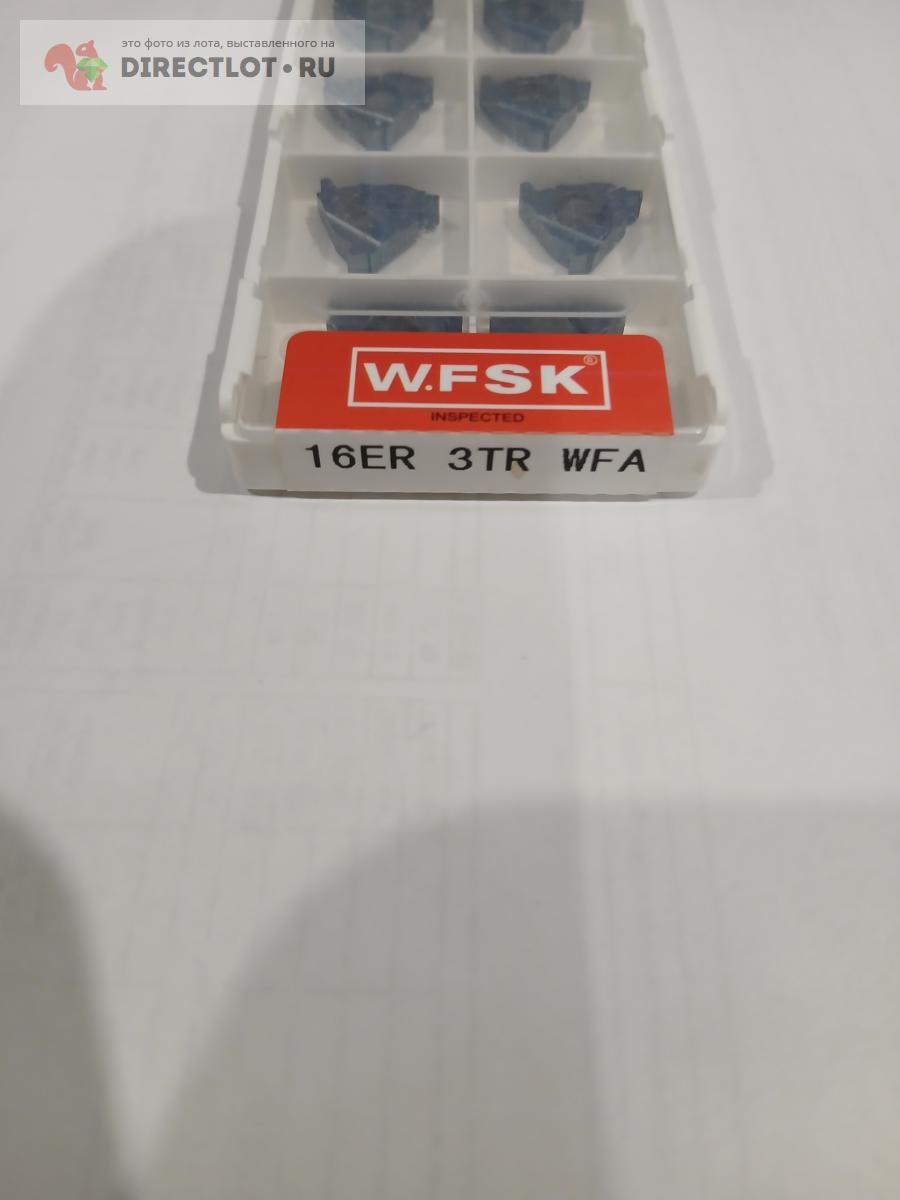 это фото из лота, выставленного на
DIRECTLOT•RU
W.FSK®
INSPECTED
16ER 3TR WFA